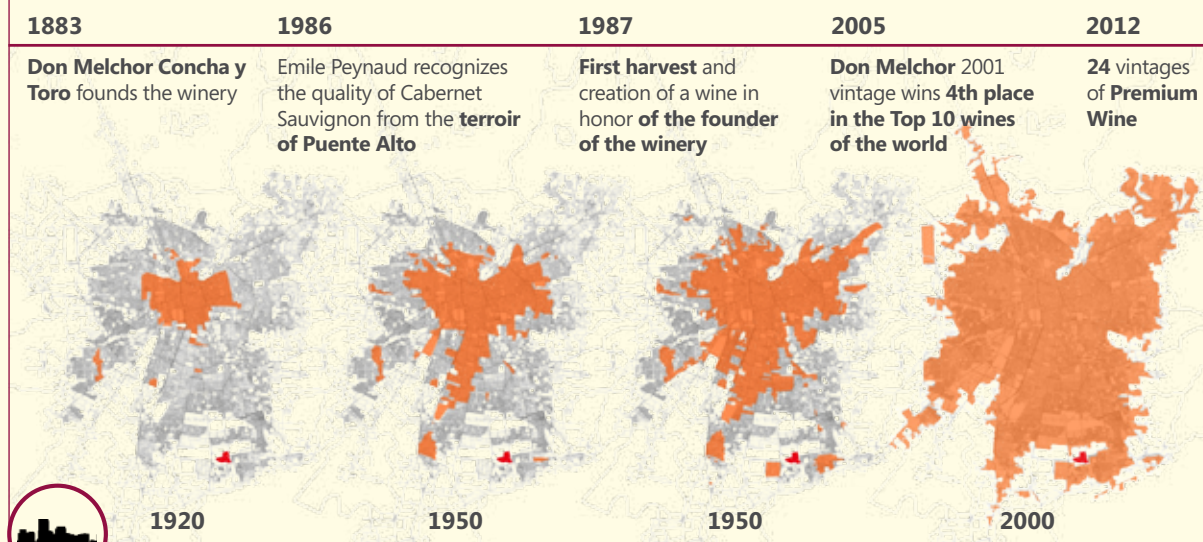 1883
1986
1987
2005
2012
Don Melchor Concha y
Toro founds the winery
Emile Peynaud recognizes
the quality of Cabernet
Sauvignon from the terroir
of Puente Alto
First harvest and
creation of a wine in
honor of the founder
of the winery
Don Melchor 2001
vintage wins 4th place
in the Top 10 wines
of the world
24 vintages
of Premium
Wine
1920
1950
1950
2000